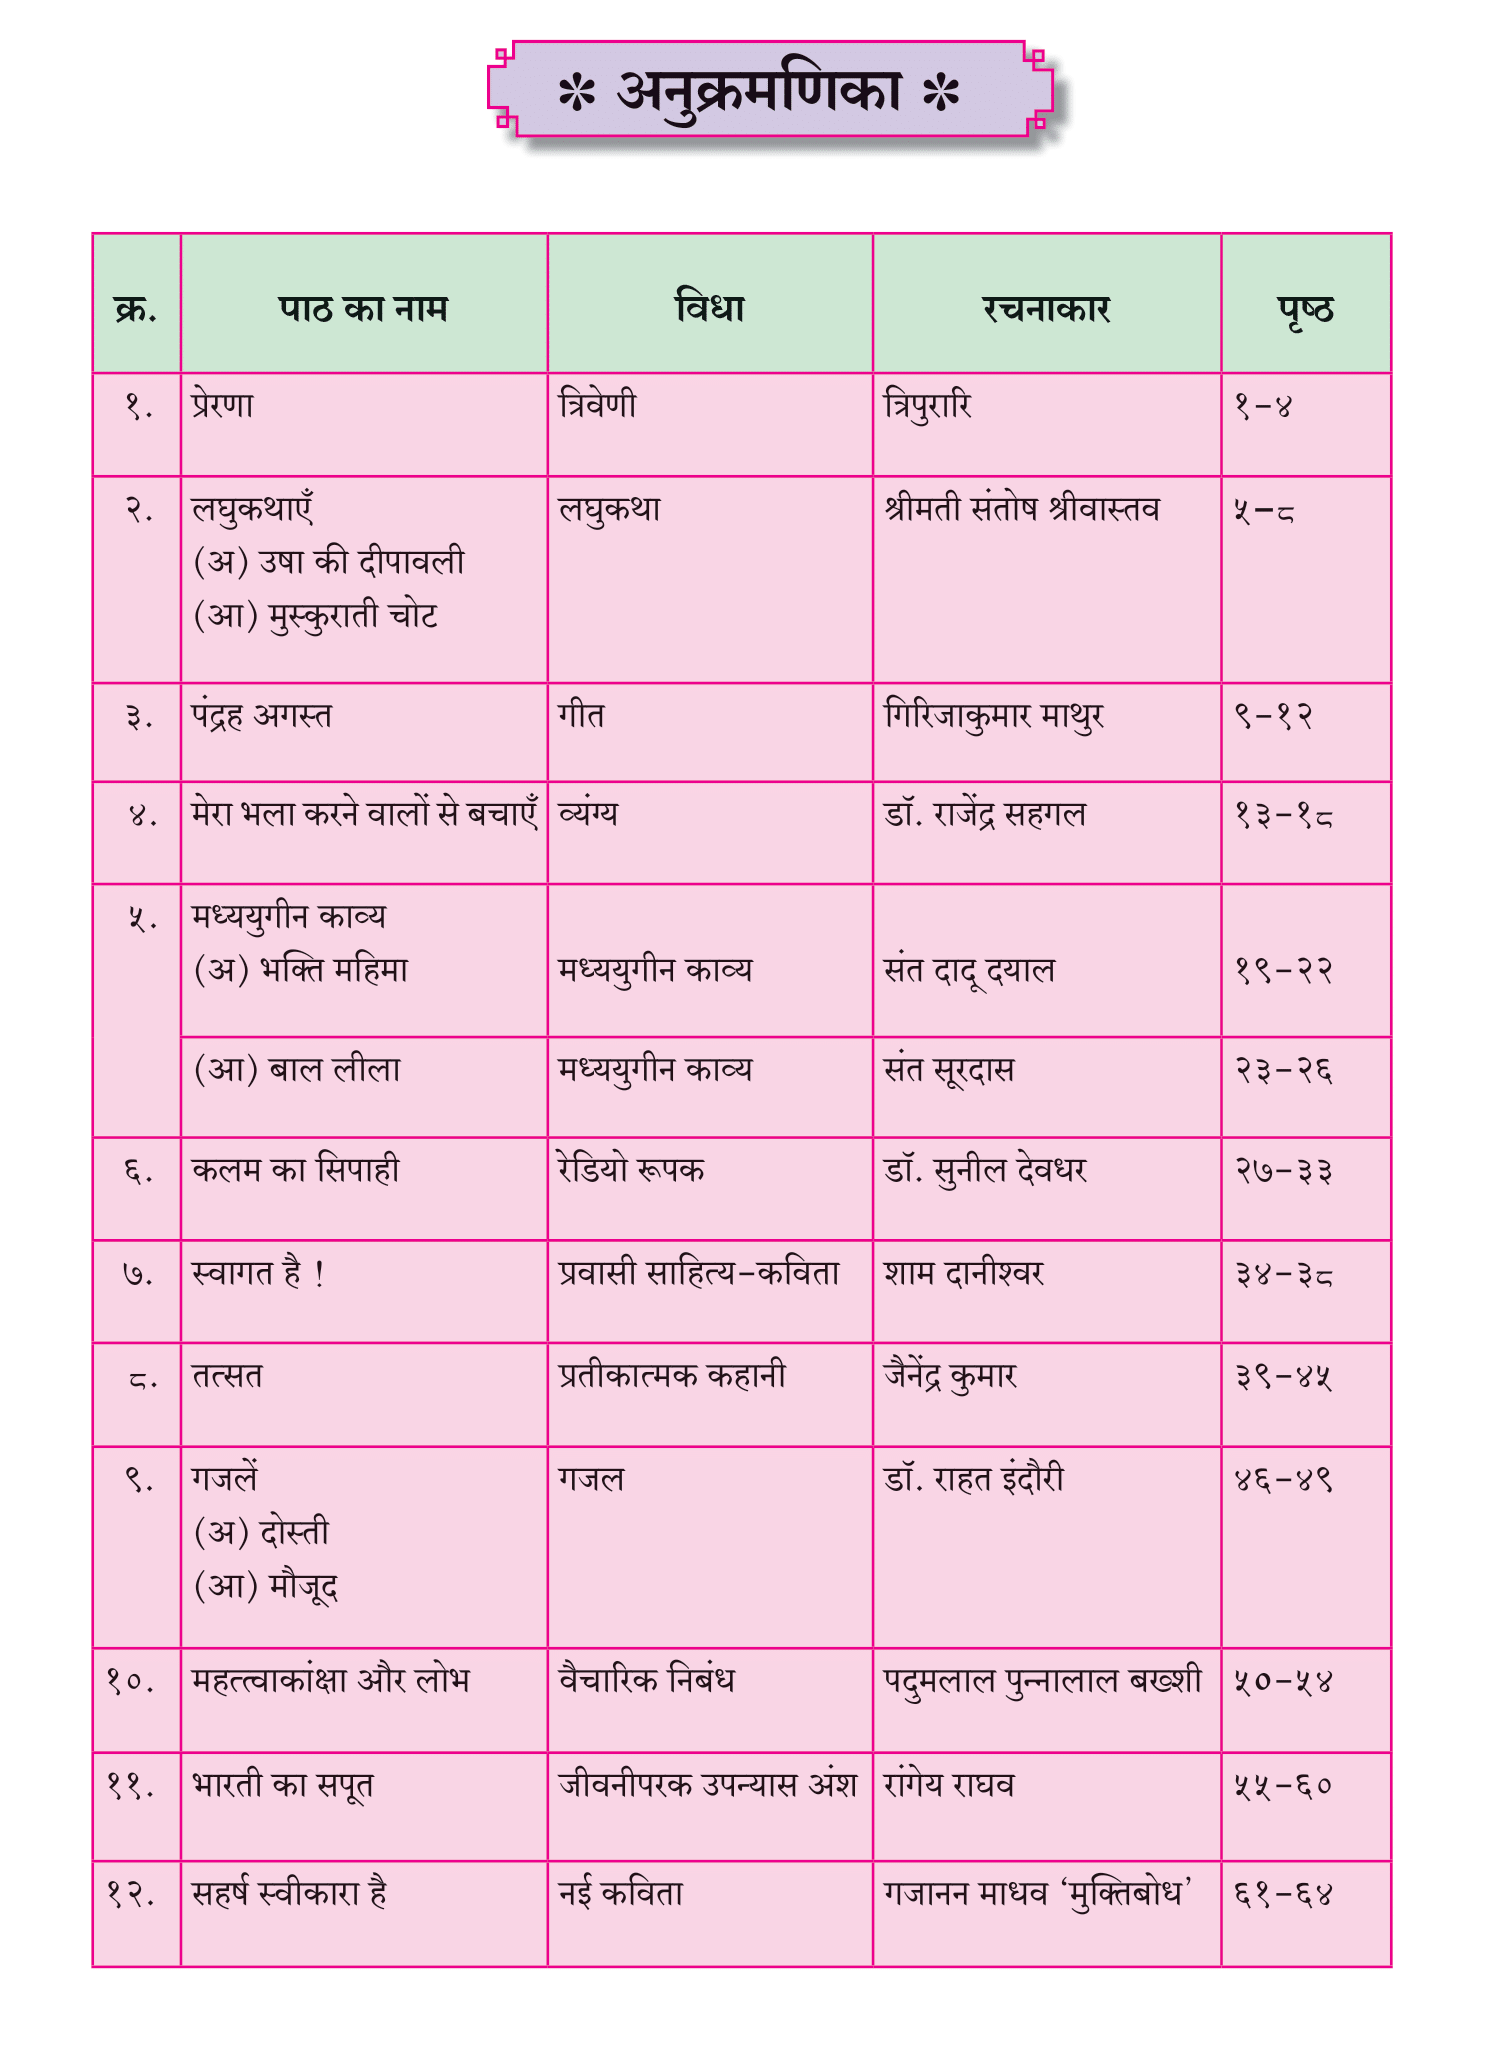 * अनुक्रमणिका *
क्र. पाठ का नाम विधा रचनाकार पृष्ठ
१. प्रेरणा त्रिवेणी त्रिपुरारि १-४
२. लघुकथाएँ लघुकथा श्रीमती संतोष श्रीवास्तव ५-८
(अ) उषा की दीपावली
(आ) मुस्कुराती चोट
३. पंद्रह अगस्त गीत गिरिजाकुमार माथुर ९-१२
४. मेरा भला करने वालों से बचाएँ व्यंग्य डॉ. राजेंद्र सहगल १३-१८
५. मध्ययुगीन काव्य
(अ) भक्ति महिमा मध्ययुगीन काव्य संत दादू दयाल १९-२२
(आ) बाल लीला मध्ययुगीन काव्य संत सूरदास २३-२६
६. कलम का सिपाही रेडियो रूपक डॉ. सुनील देवधर २७-३३
७. स्वागत है ! प्रवासी साहित्य-कविता शाम दानीश्वर ३४-३८
८. तत्सत प्रतीकात्मक कहानी जैनेंद्र कुमार ३९-४५
९. गजलें गजल डॉ. राहत इंदौरी ४६-४९
(अ) दोस्ती
(आ) मौजूद
१०. महत्त्वाकांक्षा और लोभ वैचारिक निबंध पदुमलाल पुन्नालाल बख्शी ५०-५४
११. भारती का सपूत जीवनीपरक उपन्यास अंश रांगेय राघव ५५-६०
१२. सहर्ष स्वीकारा है नई कविता गजानन माधव ‘मुक्तिबोध’ ६१-६४